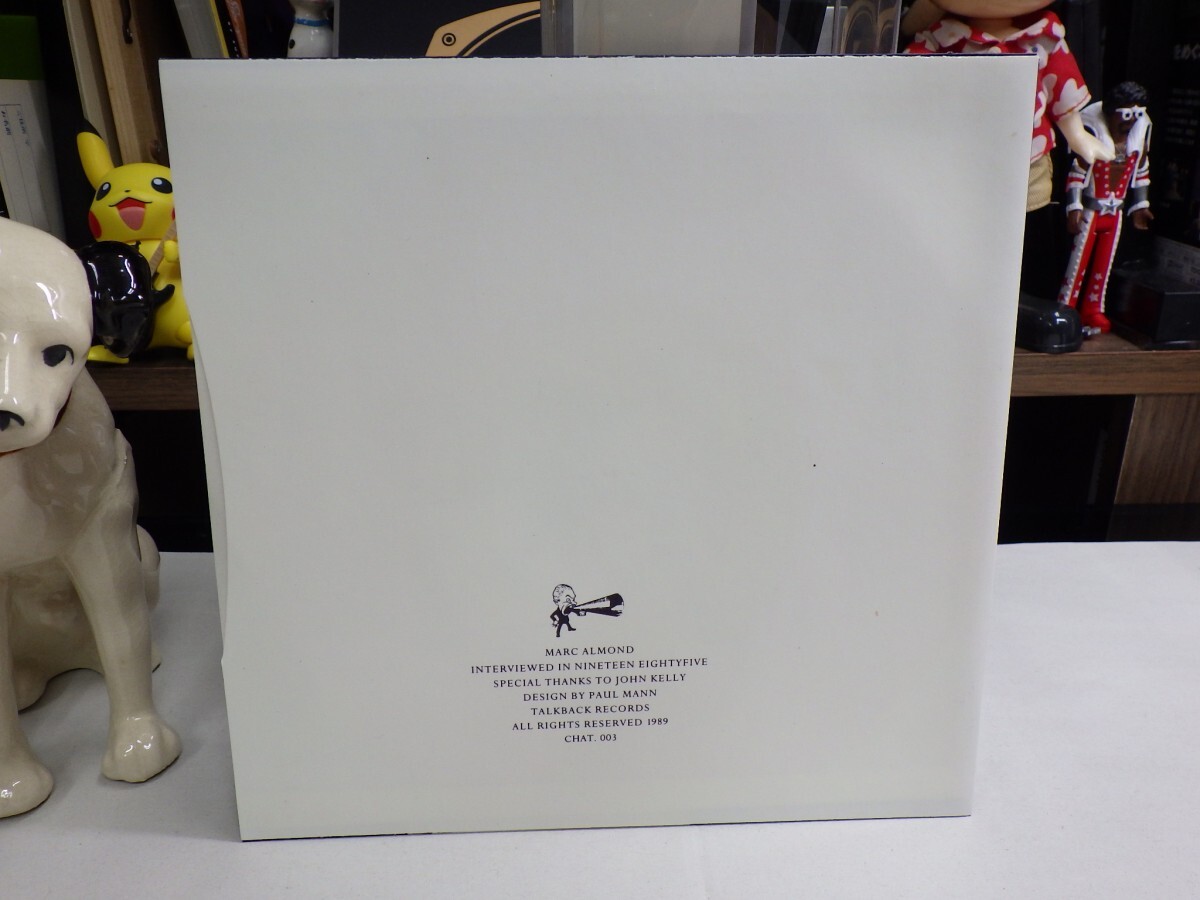 MARC ALMOND
INTERVIEWED IN NINETEEN EIGHTYFIVE
SPECIAL THANKS TO JOHN KELLY
DESIGN BY PAUL MANN
TALKBACK RECORDS
ALL RIGHTS RESERVED 1989
CHAT. 003